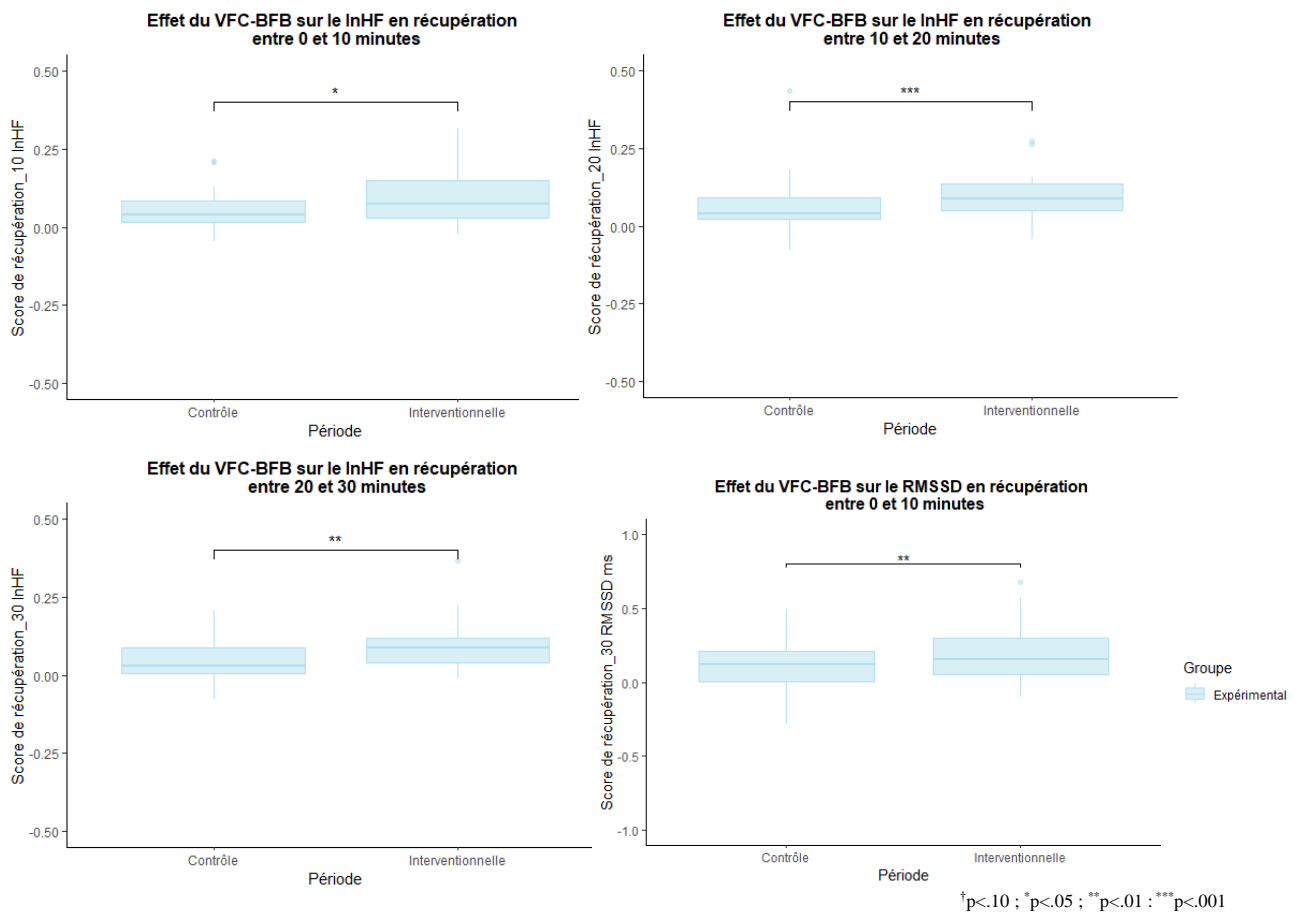 Effet du VFC-BFB sur le lnHF en récupération
entre 0 et 10 minutes
Score de récupération_10 lnHF
0.50
0.25
0.00
-0.25
-0.50
*
Contrôle
Interventionnelle
Période
Effet du VFC-BFB sur le lnHF en récupération
entre 10 et 20 minutes
Score de récupération_20 lnHF
0.50
0.25
0.00
-0.25
-0.50
***
Contrôle
Interventionnelle
Période
Effet du VFC-BFB sur le lnHF en récupération
entre 20 et 30 minutes
Score de récupération_30 lnHF
0.50
0.25
0.00
-0.25
-0.50
**
Contrôle
Interventionnelle
Période
Effet du VFC-BFB sur le RMSSD en récupération
entre 0 et 10 minutes
Score de récupération_30 RMSSD ms
1.0
0.5
0.0
-0.5
-1.0
**
Contrôle
Interventionnelle
Période
Groupe
Expérimental
†p<.10 ; *p<.05 ; **p<.01 : ***p<.001